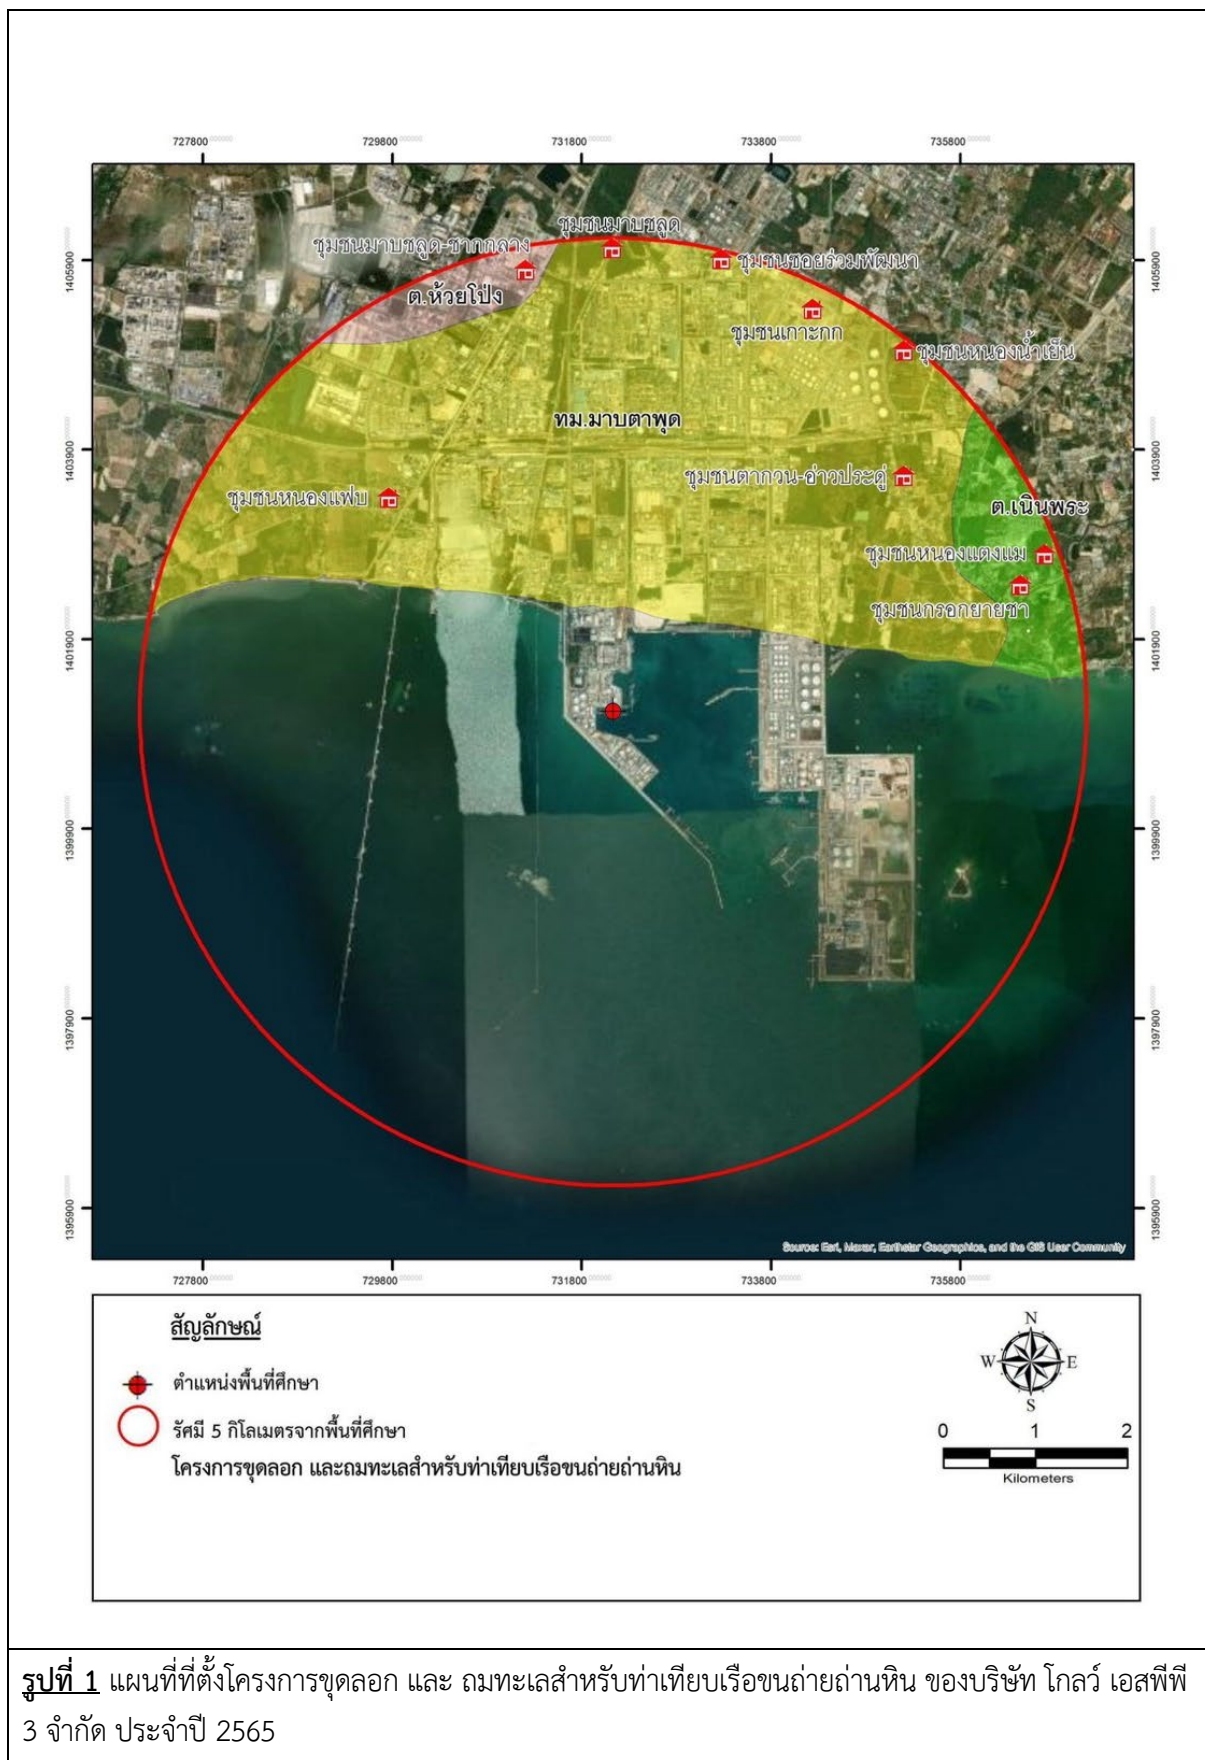 727800 729800 731800 733800 735800
1405900 1405900
1403900 1403900
1401900 1401900
1399900 1399900
1397900 1397900
1395900 1395900
ชุมชนมาบชลูด
ชุมชนมาบชลูด-ชากกลาง
ชุมชนซอยร่วมพัฒนา
ต.ห้วยโป่ง
ชุมชนเกาะกก
ชุมชนหนองน้ำเย็น
ทม.มาบตาพุด
ชุมชนตากวน-อ่าวประดู่
ชุมชนหนองแฟบ
ต.เนินพระ
ชุมชนหนองแตงเม
ชุมชนกรอกยายชา
Source: Esri, Maxar, Earthstar Geographics, and the GIS User Community
727800 729800 731800 733800 735800
สัญลักษณ์
ตำแหน่งพื้นที่ศึกษา
รัศมี 5 กิโลเมตรจากพื้นที่ศึกษา
โครงการขุดลอก และถมทะเลสำหรับท่าเทียบเรือขนถ่ายถ่านหิน
N
W E
S
0 1 2
Kilometers
รูปที่ 1 แผนที่ที่ตั้งโครงการขุดลอก และ ถมทะเลสำหรับท่าเทียบเรือขนถ่ายถ่านหิน ของบริษัท โกลว์ เอสพีพี
3 จำกัด ประจำปี 2565